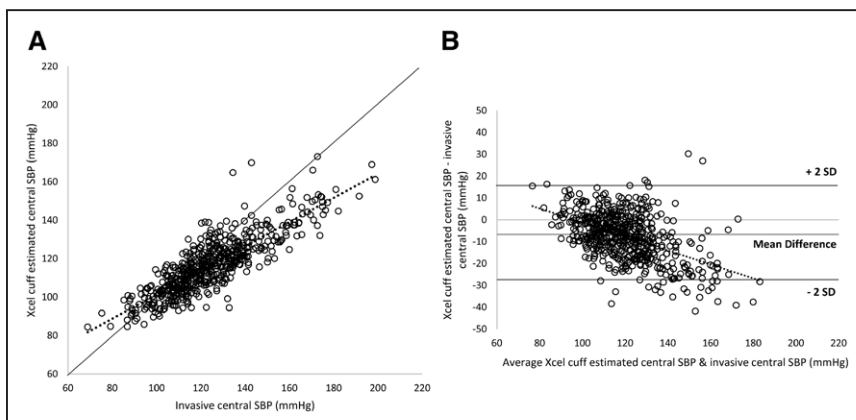 A
Xcel cuff estimated central SBP (mmHg)
220
200
180
160
140
120
100
80
60
60 80 100 120 140 160 180 200 220
Invasive central SBP (mmHg)
B
Xcel cuff estimated central SBP - invasive
central SBP (mmHg)
50
40
30
20
10
0
-10
-20
-30
-40
-50
+ 2 SD
Mean Difference
- 2 SD
60 80 100 120 140 160 180 200 220
Average Xcel cuff estimated central SBP & invasive central SBP (mmHg)